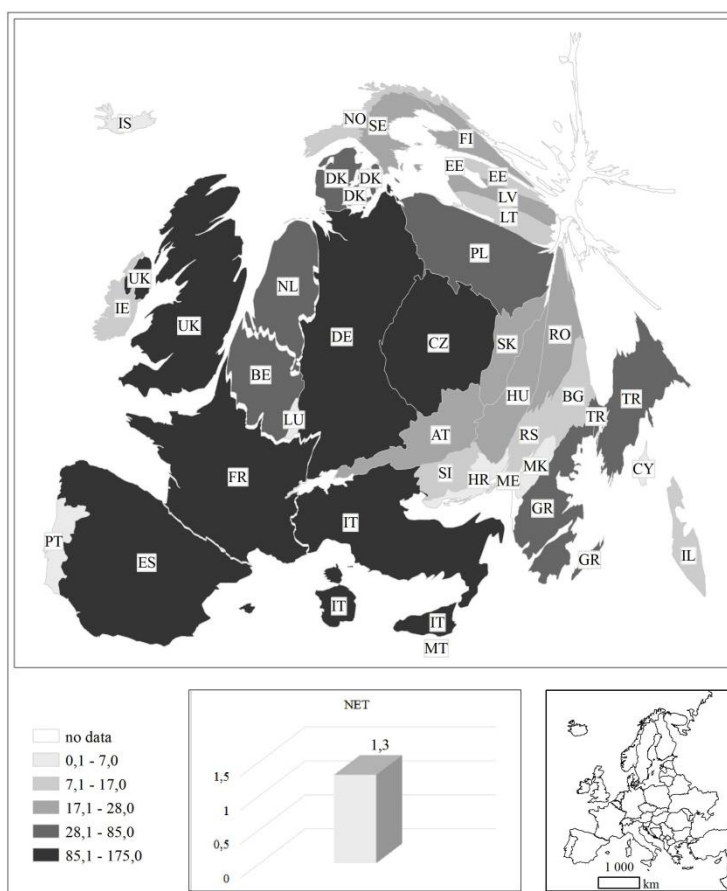 IS
NO
SE
FI
EE
EE
DK
DK
DK
LV
LT
PL
UK
IE
UK
NL
DE
CZ
SK
RO
BE
HU
LU
AT
BG
TR
TR
RS
SI
HR
ME
MK
CY
FR
GR
IT
PT
ES
GR
IL
IT
IT
MT
no data
0,1 - 7,0
7,1 - 17,0
17,1 - 28,0
28,1 - 85,0
85,1 - 175,0
NET
1,3
1,5
1
0,5
0
1 000
km